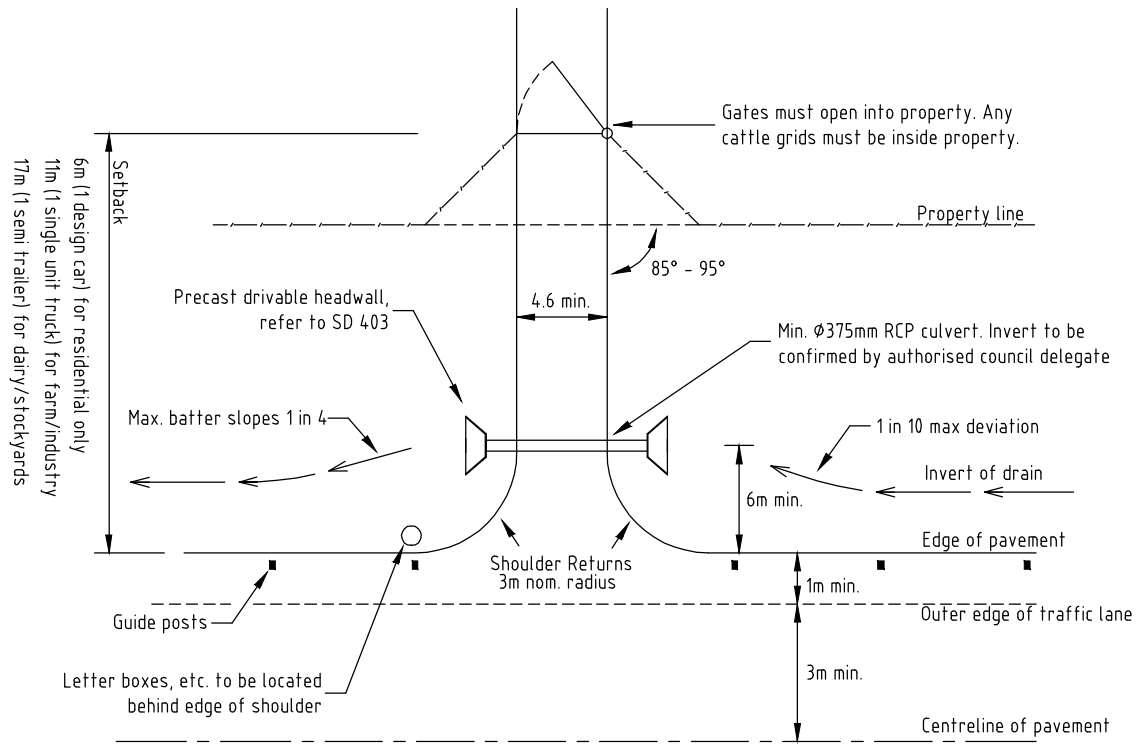 Gates must open into property. Any
cattle grids must be inside property.
Setback
6m (1 design car) for residential only
11m (1 single unit truck) for farm/industry
17m (1 semi trailer) for dairy/stockyards
Property line
85° - 95°
Precast drivable headwall,
refer to SD 403
4.6 min.
Min. Ø375mm RCP culvert. Invert to be
confirmed by authorised council delegate
Max. batter slopes 1 in 4
1 in 10 max deviation
Invert of drain
6m min.
Edge of pavement
Shoulder Returns
3m nom. radius
1m min.
Guide posts
Outer edge of traffic lane
Letter boxes, etc. to be located
behind edge of shoulder
3m min.
Centreline of pavement